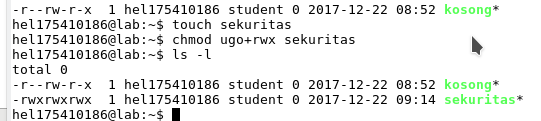 -r--rw-r-x  1 hel175410186 student 0 2017-12-22 08:52 kosong*
hel175410186@lab:~$ touch sekuritas
hel175410186@lab:~$ chmod ugo+rwx sekuritas
hel175410186@lab:~$ ls -l
total 0
-r--rw-r-x  1 hel175410186 student 0 2017-12-22 08:52 kosong*
-rwxrwxrwx  1 hel175410186 student 0 2017-12-22 09:14 sekuritas*
hel175410186@lab:~$